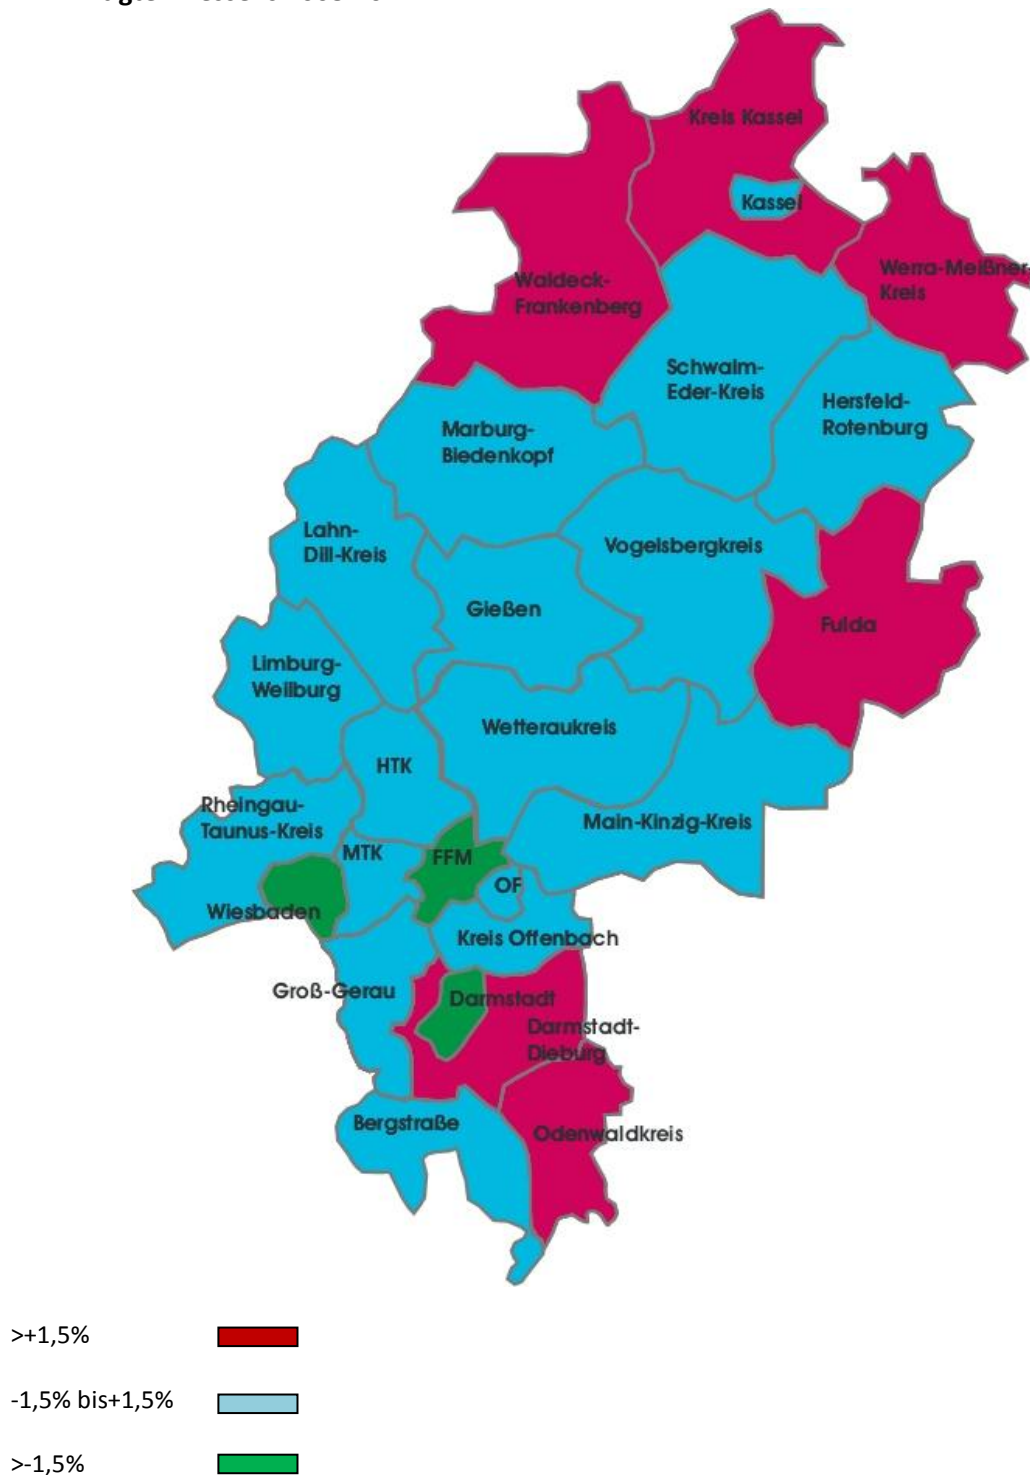 Kreis Kassel
Kassel
Werra-Meißner-
Kreis
Waldeck-
Frankenberg
Schwalm-
Eder-Kreis
Hersfeld-
Rotenburg
Marburg-
Biedenkopf
Lahn-
Dill-Kreis
Vogelsbergkreis
Gießen
Fulda
Limburg-
Weilburg
Wetteraukreis
HTK
Rheingau-
Taunus-Kreis
Main-Kinzig-Kreis
MTK
FFM
OF
Wiesbaden
Kreis Offenbach
Groß-Gerau
Darmstadt
Darmstadt-
Dieburg
Bergstraße
Odenwaldkreis
>+1,5%
-1,5% bis+1,5%
>-1,5%